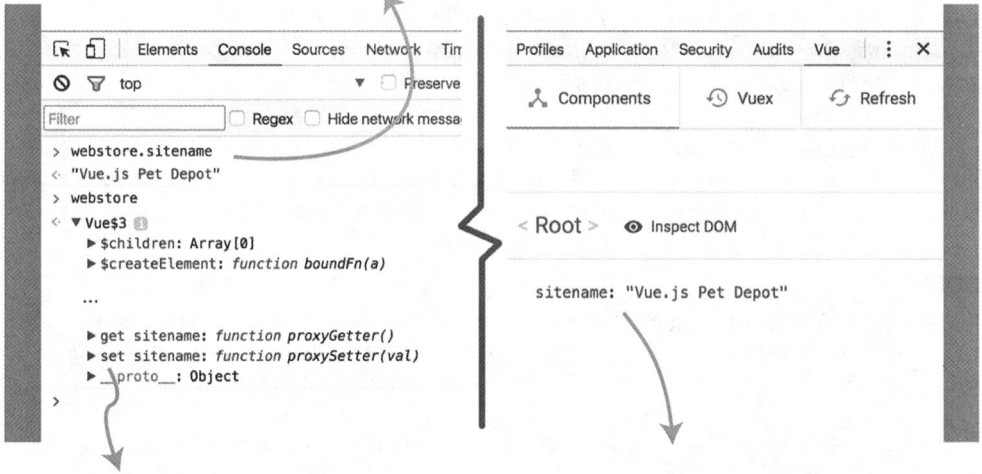 Elements Console Sources Network Tim
top Preserve
Filter Regex Hide network messa
> webstore.sitename
<· "Vue.js Pet Depot"
> webstore
<· ▼ Vue$3 i
▶ $children: Array[0]
▶ $createElement: function boundFn(a)
...
▶ get sitename: function proxyGetter()
▶ set sitename: function proxySetter(val)
▶ __proto__: Object
>
Profiles Application Security Audits Vue
Components Vuex Refresh
< Root > Inspect DOM
sitename: "Vue.js Pet Depot"